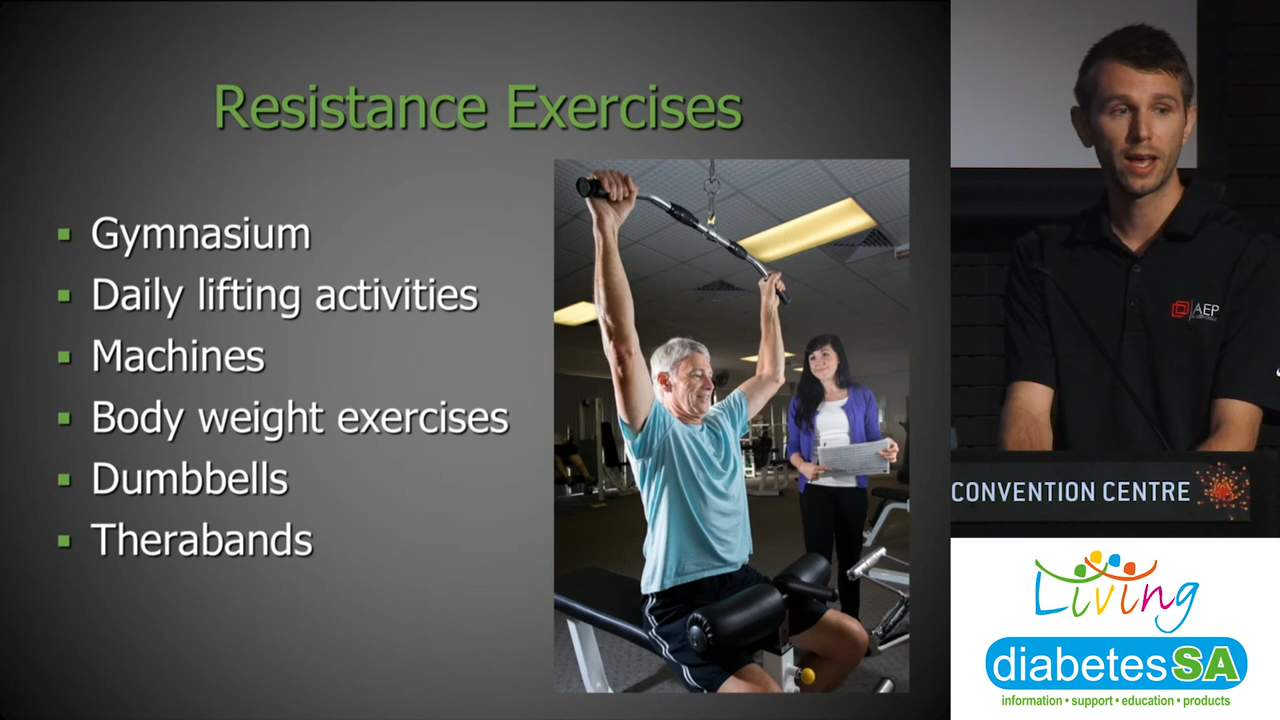 Resistance Exercises
Gymnasium
Daily lifting activities
Machines
Body weight exercises
Dumbbells
Therabands
AEP
CONVENTION CENTRE
Living
diabetesSA
information • support • education • products